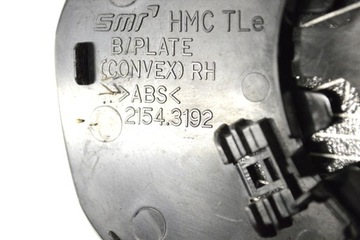 SMR HMC TLe
B/PLATE
(CONVEX) RH
>ABS<
2154.3192